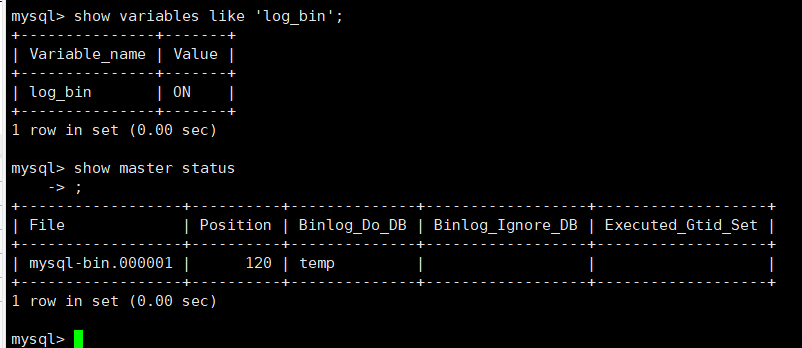 mysql> show variables like 'log_bin';
+---------------+-------+
| Variable_name | Value |
+---------------+-------+
| log_bin       | ON    |
+---------------+-------+
1 row in set (0.00 sec)
mysql> show master status
    -> ;
+------------------+----------+--------------+------------------+-------------------+
| File             | Position | Binlog_Do_DB | Binlog_Ignore_DB | Executed_Gtid_Set |
+------------------+----------+--------------+------------------+-------------------+
| mysql-bin.000001 |      120 | temp         |                  |                   |
+------------------+----------+--------------+------------------+-------------------+
1 row in set (0.00 sec)
mysql>